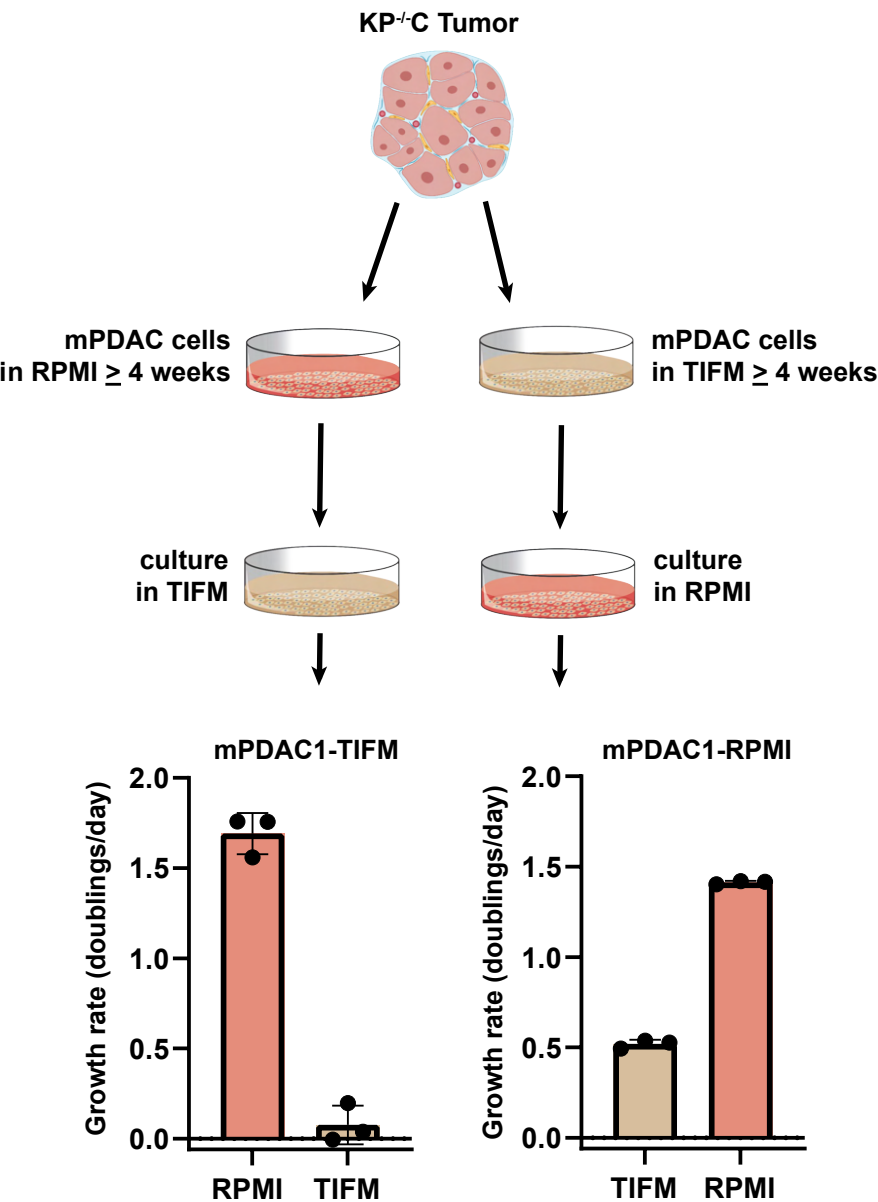 KP-/-C Tumor
mPDAC cells
in RPMI ≥ 4 weeks
mPDAC cells
in TIFM ≥ 4 weeks
culture
in TIFM
culture
in RPMI
mPDAC1-TIFM
Growth rate (doublings/day)
2.0
1.5
1.0
0.5
0.0
RPMI TIFM
mPDAC1-RPMI
Growth rate (doublings/day)
2.0
1.5
1.0
0.5
0.0
TIFM RPMI